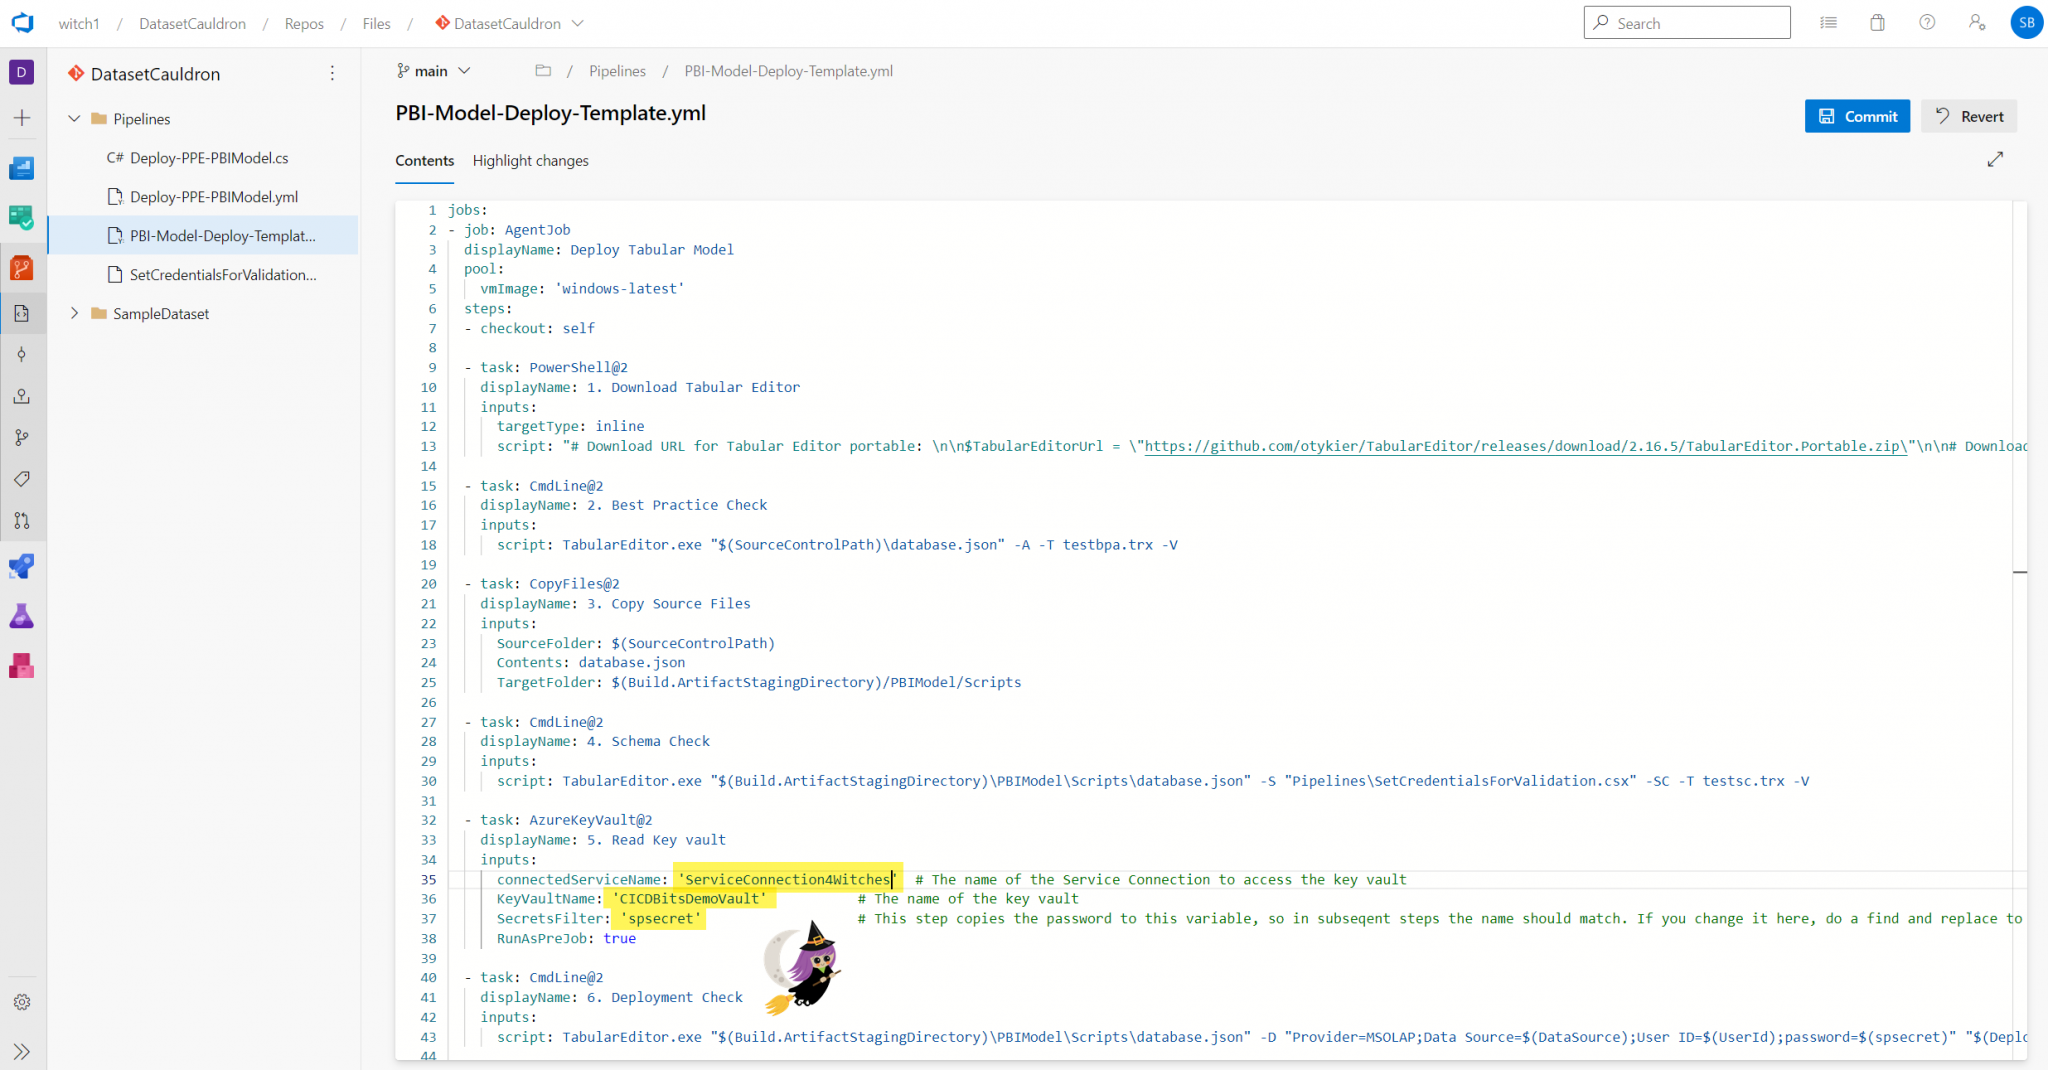 witch1 / DatasetCauldron / Repos / Files / DatasetCauldron
Search
SB
D
DatasetCauldron
Pipelines
C# Deploy-PPE-PBIModel.cs
Deploy-PPE-PBIModel.yml
PBI-Model-Deploy-Templat...
SetCredentialsForValidation...
SampleDataset
main / Pipelines / PBI-Model-Deploy-Template.yml
PBI-Model-Deploy-Template.yml
Commit
Revert
Contents Highlight changes
1 jobs:
2 - job: AgentJob
3 displayName: Deploy Tabular Model
4 pool:
5 vmImage: 'windows-latest'
6 steps:
7 - checkout: self
8
9 - task: PowerShell@2
10 displayName: 1. Download Tabular Editor
11 inputs:
12 targetType: inline
13 script: "# Download URL for Tabular Editor portable: \n\n$TabularEditorUrl = \"https://github.com/otykier/TabularEditor/releases/download/2.16.5/TabularEditor.Portable.zip\"\n\n# Download
14
15 - task: CmdLine@2
16 displayName: 2. Best Practice Check
17 inputs:
18 script: TabularEditor.exe "$(SourceControlPath)\database.json" -A -T testbpa.trx -V
19
20 - task: CopyFiles@2
21 displayName: 3. Copy Source Files
22 inputs:
23 SourceFolder: $(SourceControlPath)
24 Contents: database.json
25 TargetFolder: $(Build.ArtifactStagingDirectory)/PBIModel/Scripts
26
27 - task: CmdLine@2
28 displayName: 4. Schema Check
29 inputs:
30 script: TabularEditor.exe "$(Build.ArtifactStagingDirectory)\PBIModel\Scripts\database.json" -S "Pipelines\SetCredentialsForValidation.csx" -SC -T testsc.trx -V
31
32 - task: AzureKeyVault@2
33 displayName: 5. Read Key vault
34 inputs:
35 connectedServiceName: 'ServiceConnection4Witches' # The name of the Service Connection to access the key vault
36 KeyVaultName: 'CICDBitsDemoVault' # The name of the key vault
37 SecretsFilter: 'spsecret' # This step copies the password to this variable, so in subseqent steps the name should match. If you change it here, do a find and replace to
38 RunAsPreJob: true
39
40 - task: CmdLine@2
41 displayName: 6. Deployment Check
42 inputs:
43 script: TabularEditor.exe "$(Build.ArtifactStagingDirectory)\PBIModel\Scripts\database.json" -D "Provider=MSOLAP;Data Source=$(DataSource);User ID=$(UserId);password=$(spsecret)" "$(Deplo
44